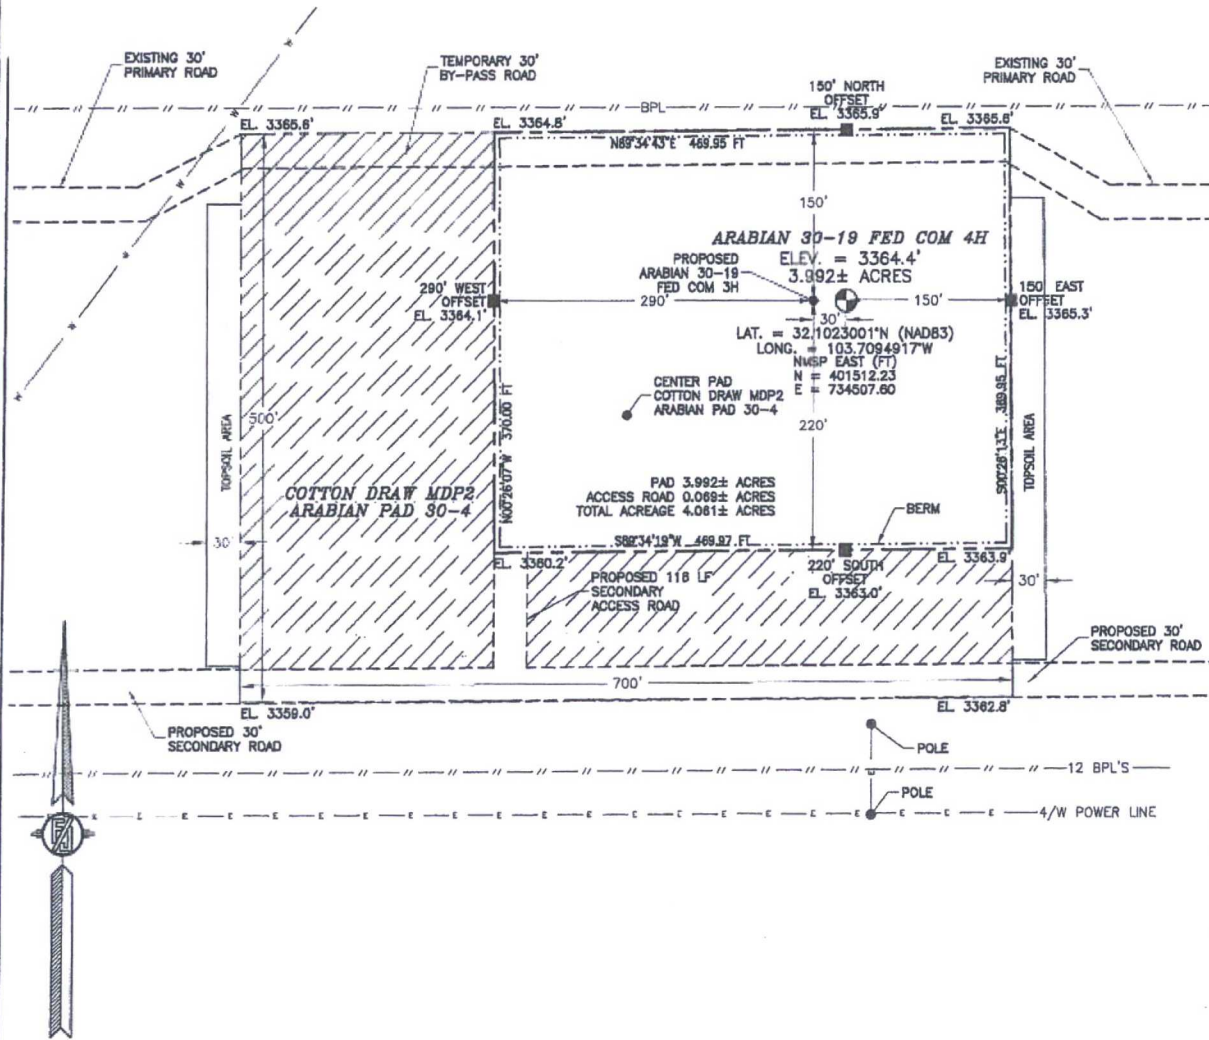 EXISTING 30'
PRIMARY ROAD
TEMPORARY 30'
BY-PASS ROAD
EXISTING 30'
PRIMARY ROAD
150' NORTH
OFFSET
EL. 3365.9'
BPL
EL. 3365.6'
EL. 3364.8'
EL. 3365.6'
N89°34'43"E 469.95 FT
150'
ARABIAN 30-19 FED COM 4H
ELEV. = 3364.4'
3.992± ACRES
PROPOSED
ARABIAN 30-19
FED COM 3H
290' WEST
OFFSET
EL. 3364.1'
290'
150'
150' EAST
OFFSET
EL. 3365.3'
30'
LAT. = 32.1023001°N (NAD83)
LONG. = 103.7094917°W
NMSP EAST (FT)
N = 401512.23
E = 734507.60
CENTER PAD
COTTON DRAW MDP2
ARABIAN PAD 30-4
N00°26'07"W 370.00 FT
S00°26'13"E 369.95 FT
TOPSOIL AREA
TOPSOIL AREA
500'
220'
COTTON DRAW MDP2
ARABIAN PAD 30-4
PAD 3.992± ACRES
ACCESS ROAD 0.069± ACRES
TOTAL ACREAGE 4.061± ACRES
BERM
30'
S89°34'19"W 469.97 FT
EL. 3360.2'
EL. 3363.9'
220' SOUTH
OFFSET
EL. 3363.0'
30'
PROPOSED 116 LF
SECONDARY
ACCESS ROAD
PROPOSED 30'
SECONDARY ROAD
700'
EL. 3359.0'
EL. 3362.8'
PROPOSED 30'
SECONDARY ROAD
POLE
12 BPL'S
POLE
4/W POWER LINE